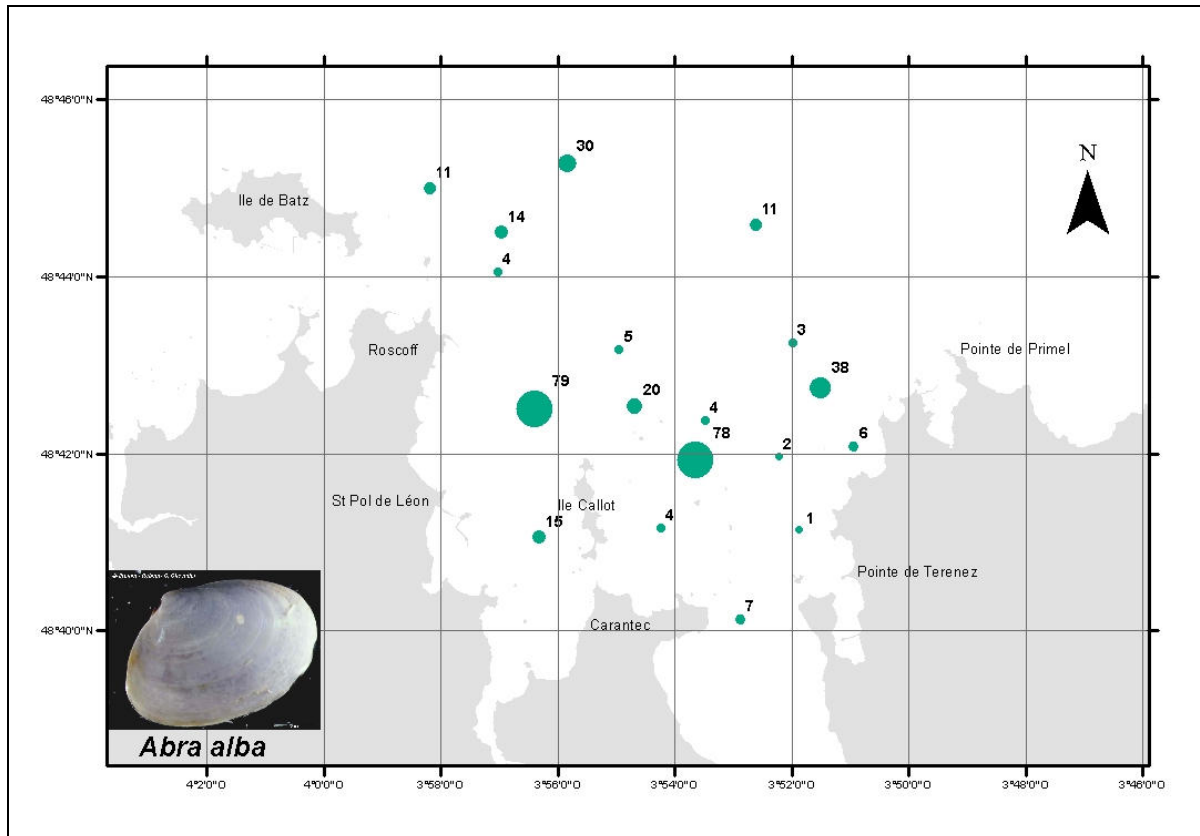 48°46'0"N
30
11
N
Ile de Batz
14
11
4
48°44'0"N
5
3
Roscoff
Pointe de Primel
79
38
20
4
78
6
2
48°42'0"N
St Pol de Léon
Ile Callot
15
4
1
Pointe de Terenez
7
Carantec
48°40'0"N
Abra alba
4°2'0"O
4°0'0"O
3°58'0"O
3°56'0"O
3°54'0"O
3°52'0"O
3°50'0"O
3°48'0"O
3°46'0"O